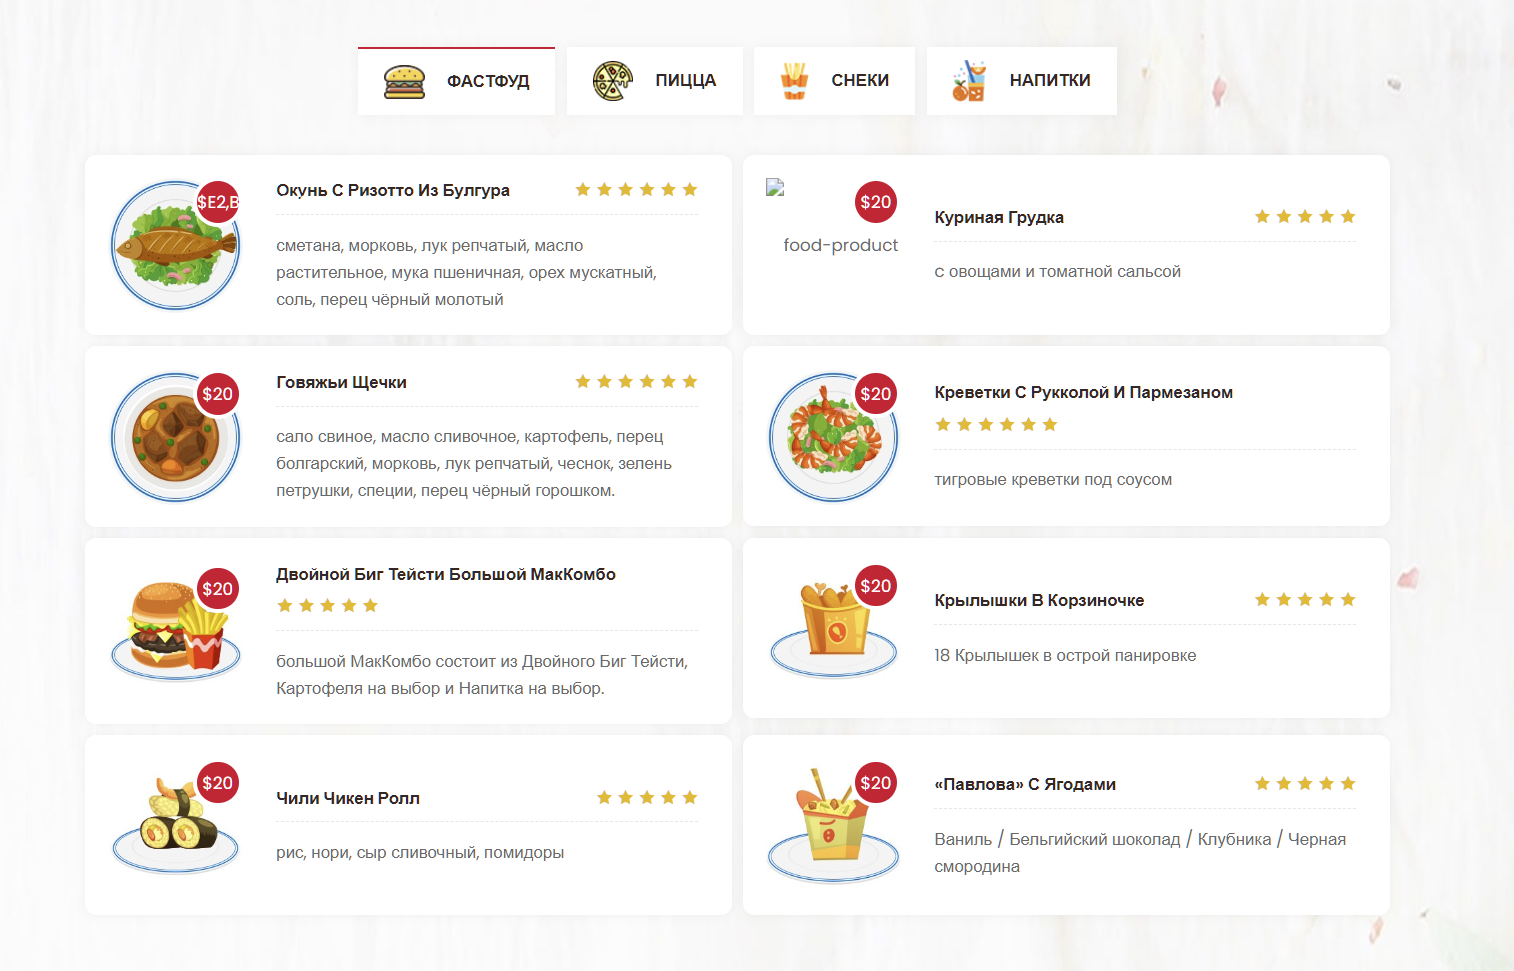 ФАСТФУД
ПИЦЦА
СНЕКИ
НАПИТКИ
$E2,B
Окунь С Ризотто Из Булгура
сметана, морковь, лук репчатый, масло
растительное, мука пшеничная, орех мускатный,
соль, перец чёрный молотый
$20
food-product
Куриная Грудка
с овощами и томатной сальсой
$20
Говяжьи Щечки
сало свиное, масло сливочное, картофель, перец
болгарский, морковь, лук репчатый, чеснок, зелень
петрушки, специи, перец чёрный горошком.
$20
Креветки С Рукколой И Пармезаном
тигровые креветки под соусом
$20
Двойной Биг Тейсти Большой МакКомбо
большой МакКомбо состоит из Двойного Биг Тейсти,
Картофеля на выбор и Напитка на выбор.
$20
Крылышки В Корзиночке
18 Крылышек в острой панировке
$20
Чили Чикен Ролл
рис, нори, сыр сливочный, помидоры
$20
«Павлова» С Ягодами
Ваниль / Бельгийский шоколад / Клубника / Черная
смородина